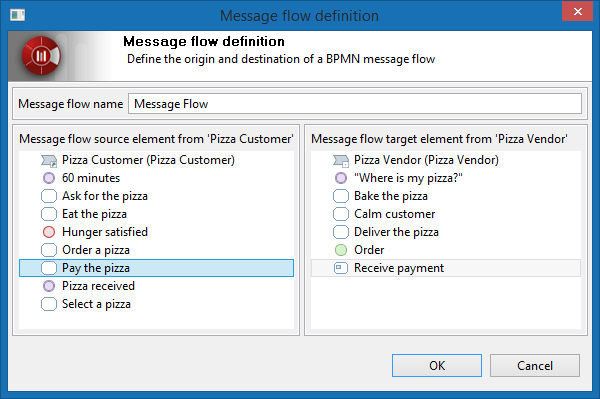 Message flow definition
Message flow definition
Define the origin and destination of a BPMN message flow
Message flow name Message Flow
Message flow source element from 'Pizza Customer'
Pizza Customer (Pizza Customer)
60 minutes
Ask for the pizza
Eat the pizza
Hunger satisfied
Order a pizza
Pay the pizza
Pizza received
Select a pizza
Message flow target element from 'Pizza Vendor'
Pizza Vendor (Pizza Vendor)
"Where is my pizza?"
Bake the pizza
Calm customer
Deliver the pizza
Order
Receive payment
OK Cancel